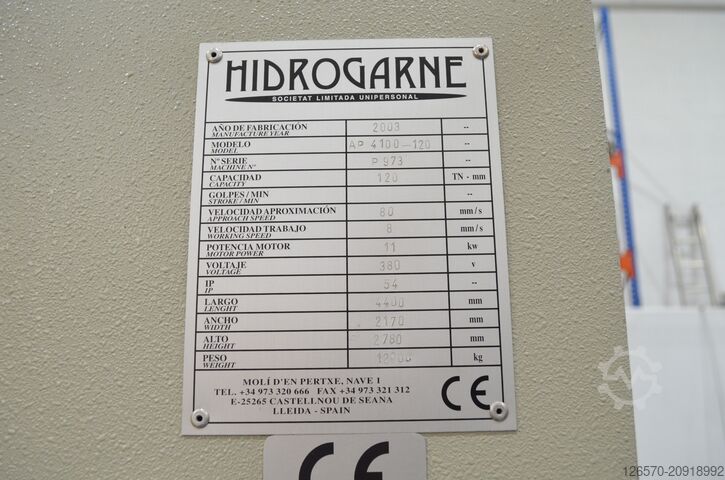 HIDROGARNE
SOCIETAT LIMITADA UNIPERSONAL
AÑO DE FABRICACIÓN 2003 --
MANUFACTURE YEAR
MODELO AP 4100-120 --
MODEL
Nº SERIE P 973 --
MACHINE Nº
CAPACIDAD 120 TN - mm
CAPACITY
GOLPES / MIN --
STROKE / MIN
VELOCIDAD APROXIMACIÓN 80 mm/s
APPROACH SPEED
VELOCIDAD TRABAJO 8 mm/s
WORKING SPEED
POTENCIA MOTOR 11 kw
MOTOR POWER
VOLTAJE 380 v
VOLTAGE
IP 54 --
IP
LARGO 4400 mm
LENGHT
ANCHO 2170 mm
WIDTH
ALTO 2780 mm
HEIGHT
PESO kg
WEIGHT
MOLÍ D'EN PERTXE, NAVE 1
TEL. +34 973 320 666 FAX +34 973 321 312
E-25265 CASTELLNOU DE SEANA
LLEIDA - SPAIN
CE
CE
126570-20918992